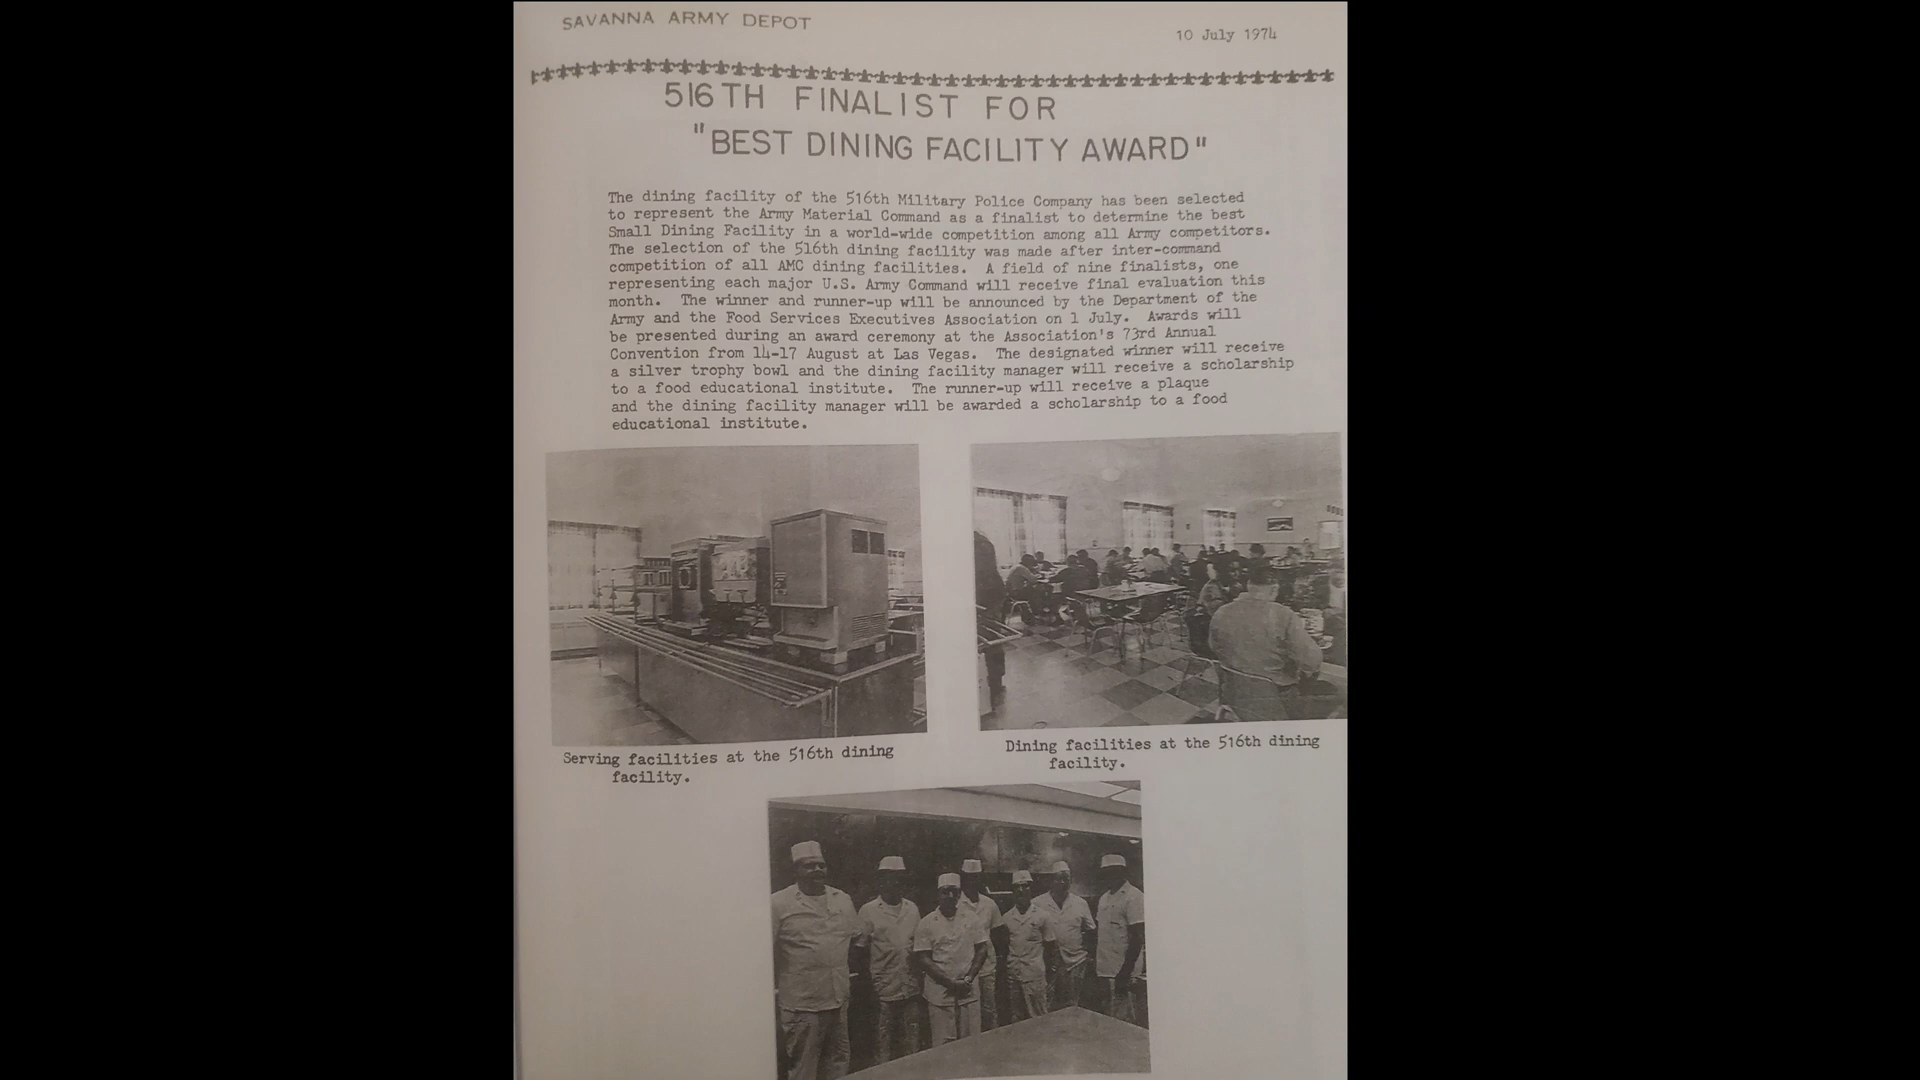 SAVANNA ARMY DEPOT
10 July 1974
516TH FINALIST FOR
"BEST DINING FACILITY AWARD"
The dining facility of the 516th Military Police Company has been selected
to represent the Army Material Command as a finalist to determine the best
Small Dining Facility in a world-wide competition among all Army competitors.
The selection of the 516th dining facility was made after inter-command
competition of all AMC dining facilities. A field of nine finalists, one
representing each major U.S. Army Command will receive final evaluation this
month. The winner and runner-up will be announced by the Department of the
Army and the Food Services Executives Association on 1 July. Awards will
be presented during an award ceremony at the Association's 73rd Annual
Convention from 14-17 August at Las Vegas. The designated winner will receive
a silver trophy bowl and the dining facility manager will receive a scholarship
to a food educational institute. The runner-up will receive a plaque
and the dining facility manager will be awarded a scholarship to a food
educational institute.
Serving facilities at the 516th dining
facility.
Dining facilities at the 516th dining
facility.